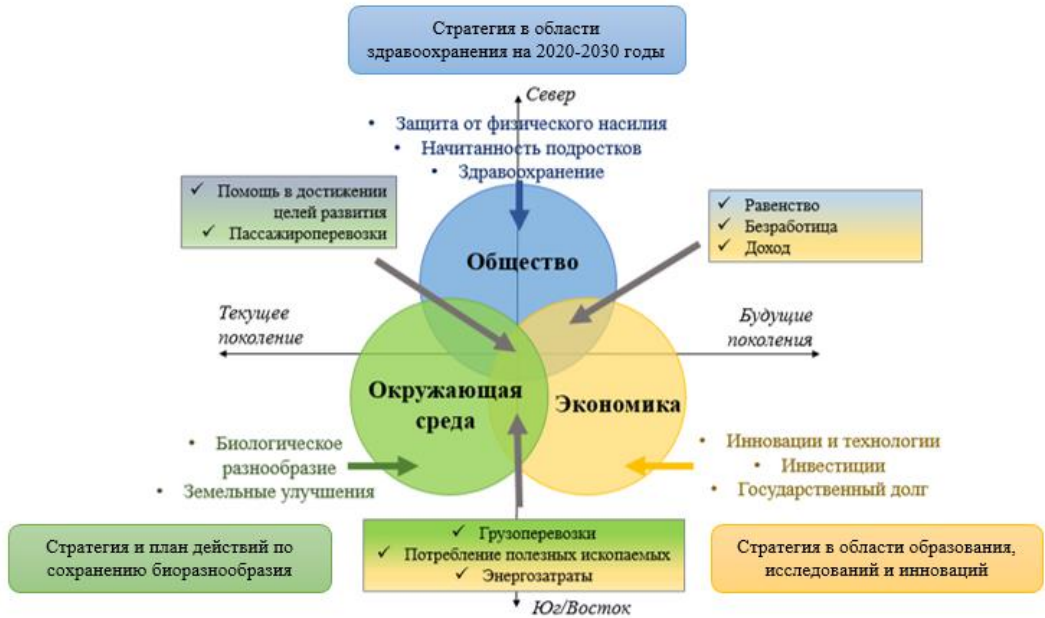 Стратегия в области
здравоохранения на 2020-2030 годы
Север
• Защита от физического насилия
• Начитанность подростков
• Здравоохранение
✓ Помощь в достижении
целей развития
✓ Пассажироперевозки
✓ Равенство
✓ Безработица
✓ Доход
Общество
Текущее
поколение
Будущие
поколения
Окружающая
среда
Экономика
• Биологическое
разнообразие
• Земельные улучшения
• Инновации и технологии
• Инвестиции
• Государственный долг
Стратегия и план действий по
сохранению биоразнообразия
✓ Грузоперевозки
✓ Потребление полезных ископаемых
✓ Энергозатраты
Стратегия в области образования,
исследований и инноваций
Юг/Восток